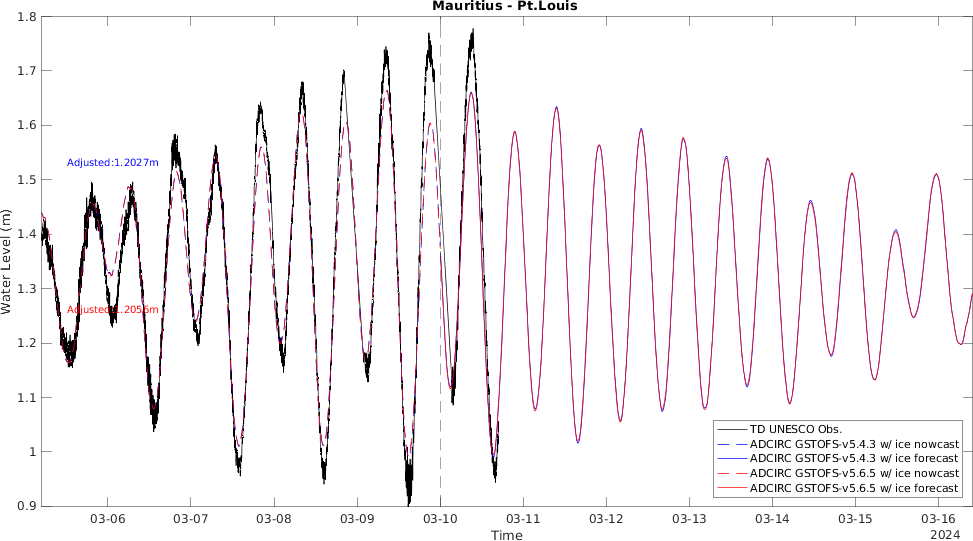 Mauritius - Pt.Louis
1.8
1.7
1.6
1.5
1.4
1.3
1.2
1.1
1
0.9
Water Level (m)
Adjusted:1.2027m
Adjusted:1.2056m
TD UNESCO Obs.
ADCIRC GSTOFS-v5.4.3 w/ ice nowcast
ADCIRC GSTOFS-v5.4.3 w/ ice forecast
ADCIRC GSTOFS-v5.6.5 w/ ice nowcast
ADCIRC GSTOFS-v5.6.5 w/ ice forecast
03-06 03-07 03-08 03-09 03-10 03-11 03-12 03-13 03-14 03-15 03-16
Time
2024